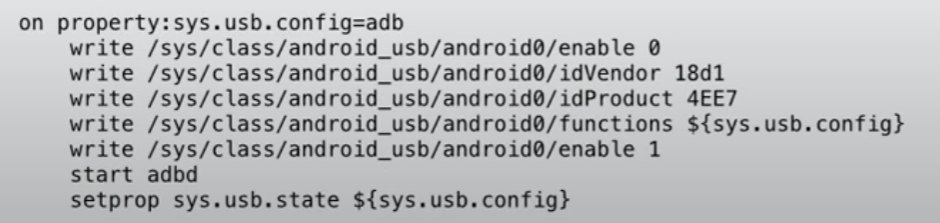 on property:sys.usb.config=adb
write /sys/class/android_usb/android0/enable 0
write /sys/class/android_usb/android0/idVendor 18d1
write /sys/class/android_usb/android0/idProduct 4EE7
write /sys/class/android_usb/android0/functions ${sys.usb.config}
write /sys/class/android_usb/android0/enable 1
start adbd
setprop sys.usb.state ${sys.usb.config}